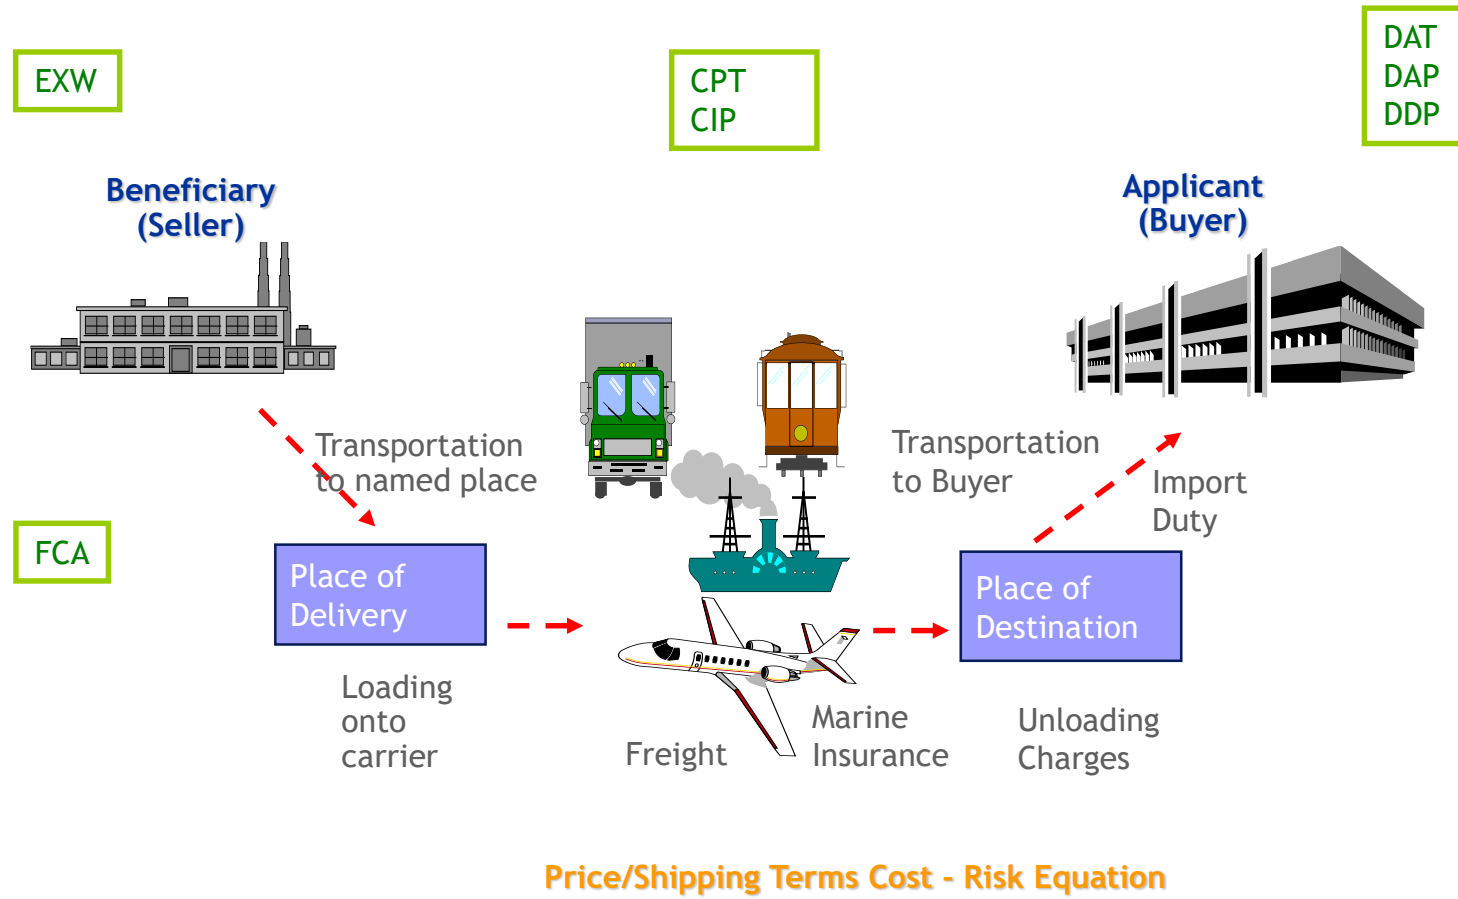 EXW
CPT
CIP
DAT
DAP
DDP
Beneficiary
(Seller)
Applicant
(Buyer)
Transportation
to named place
Transportation
to Buyer
Import
Duty
FCA
Place of
Delivery
Place of
Destination
Loading
onto
carrier
Freight
Marine
Insurance
Unloading
Charges
Price/Shipping Terms Cost - Risk Equation